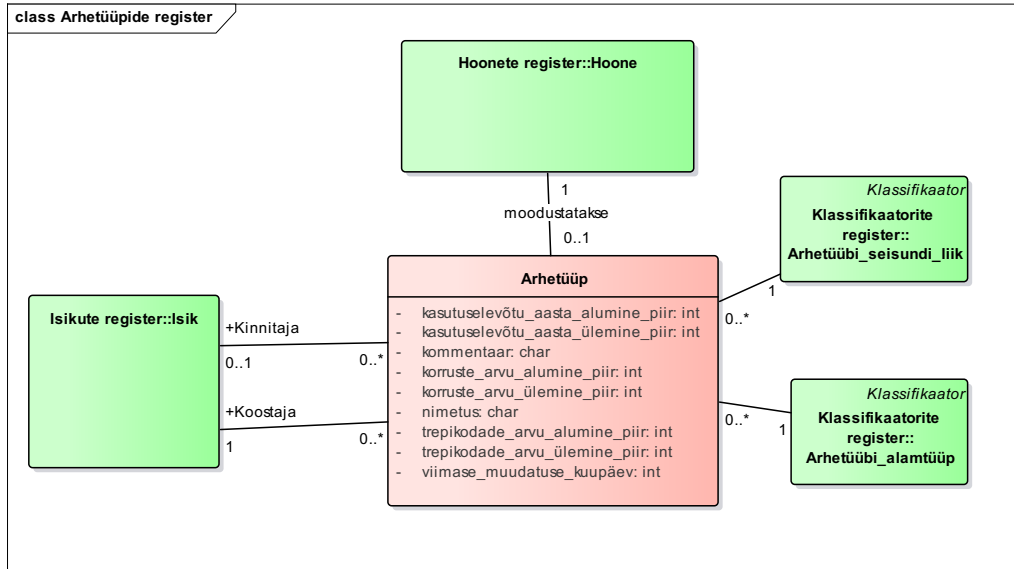 class Arhetüüpide register
Hoonete register::Hoone
1
moodustatakse
0..1
Klassifikaator
Klassifikaatorite
register::
Arhetüübi_seisundi_liik
1
0..*
Isikute register::Isik
+Kinnitaja
0..1
0..*
+Koostaja
1
0..*
Arhetüüp
- kasutuselevõtu_aasta_alumine_piir: int
- kasutuselevõtu_aasta_ülemine_piir: int
- kommentaar: char
- korruste_arvu_alumine_piir: int
- korruste_arvu_ülemine_piir: int
- nimetus: char
- trepikodade_arvu_alumine_piir: int
- trepikodade_arvu_ülemine_piir: int
- viimase_muudatuse_kuupäev: int
0..*
1
Klassifikaator
Klassifikaatorite
register::
Arhetüübi_alamtüüp